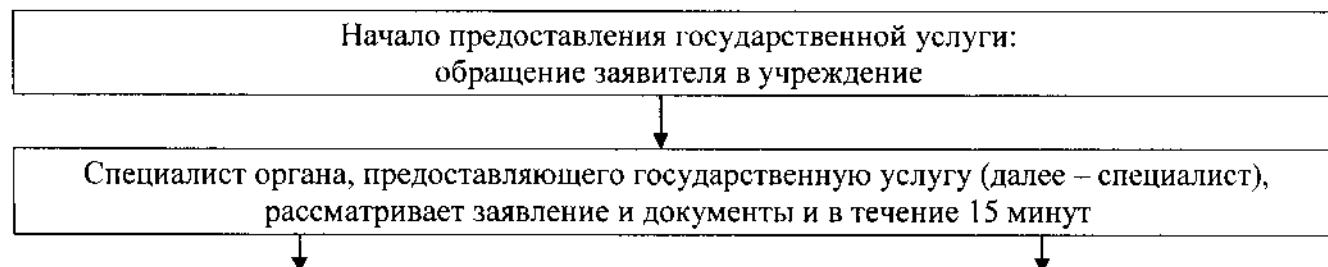 Начало предоставления государственной услуги:
обращение заявителя в учреждение
Специалист органа, предоставляющего государственную услугу (далее – специалист),
рассматривает заявление и документы и в течение 15 минут